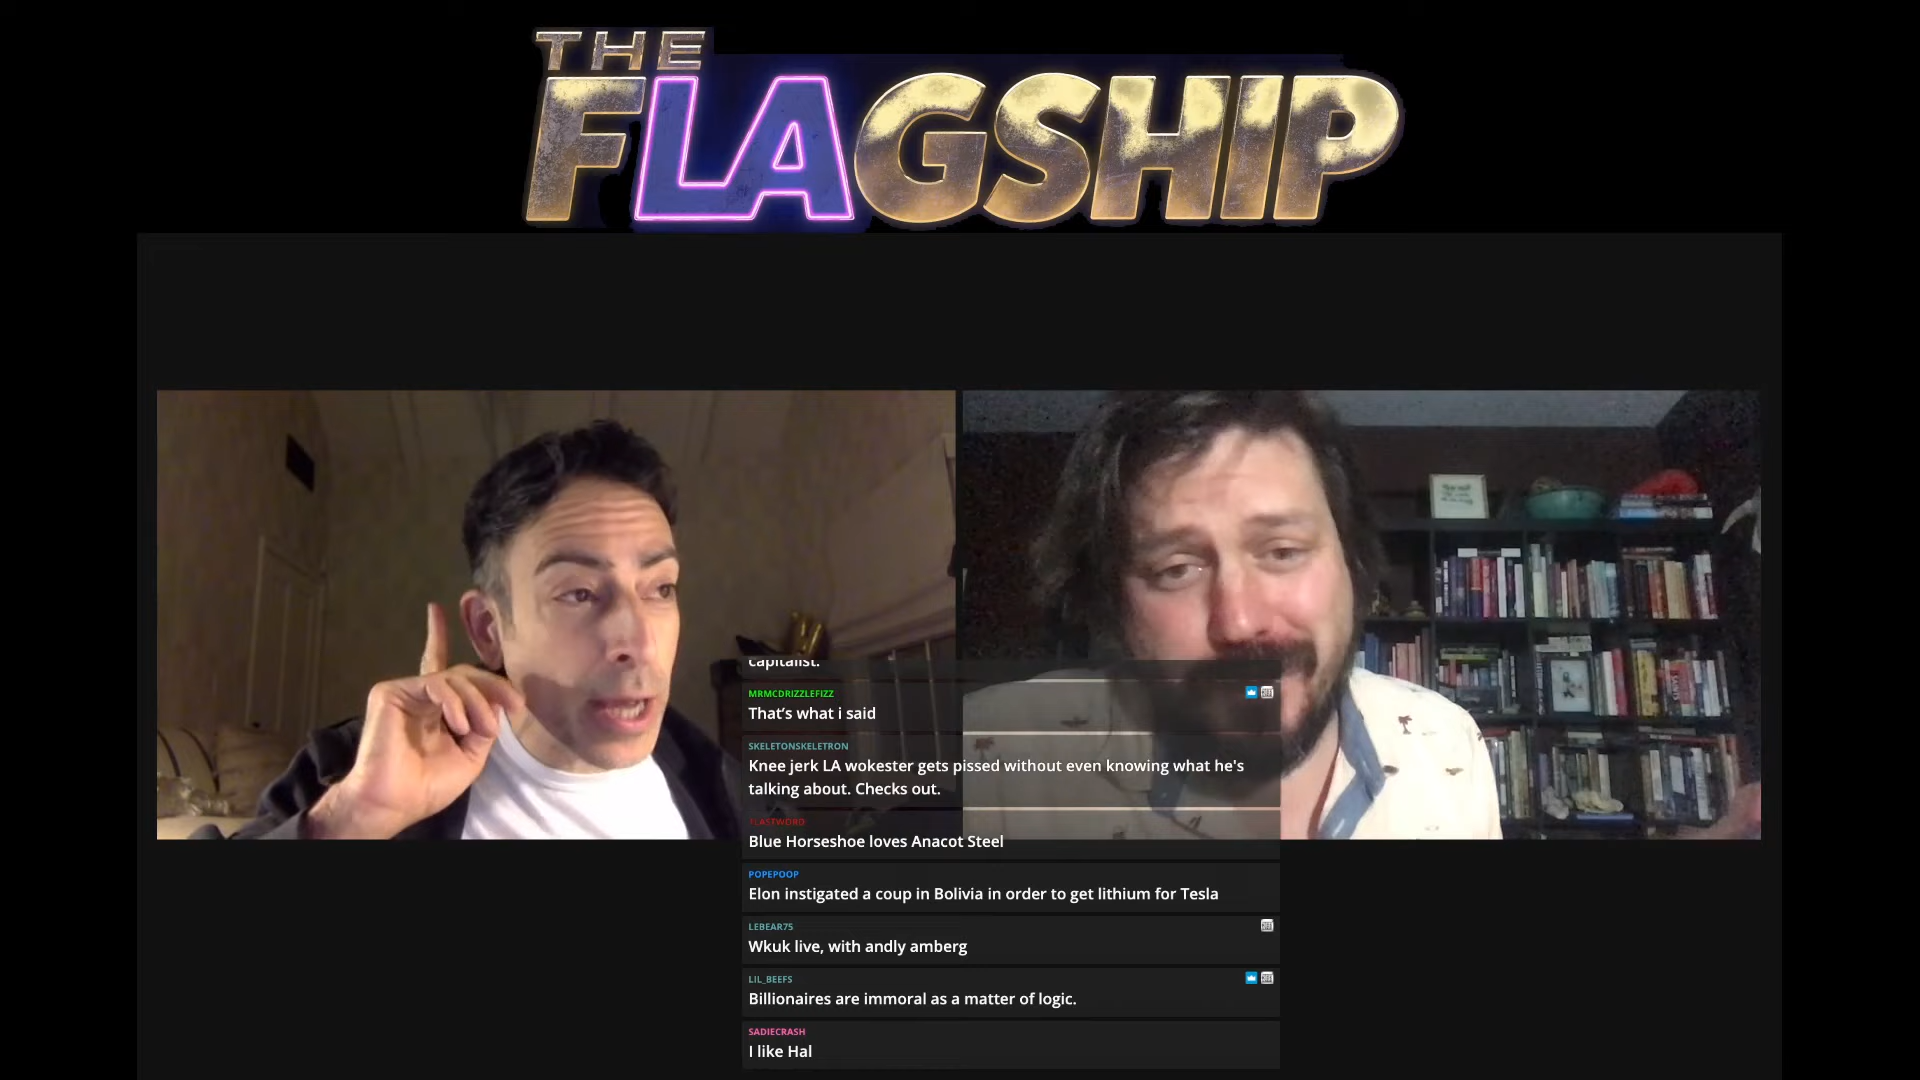 THE
FLAGSHIP
capitalist.
MRMCDRIZZLEFIZZ
That’s what i said
SKELETONSKELETRON
Knee jerk LA wokester gets pissed without even knowing what he's
talking about. Checks out.
Blue Horseshoe loves Anacot Steel
POPEPOOP
Elon instigated a coup in Bolivia in order to get lithium for Tesla
LEBEAR75
Wkuk live, with andly amberg
LIL_BEEFS
Billionaires are immoral as a matter of logic.
SADIECRASH
I like Hal